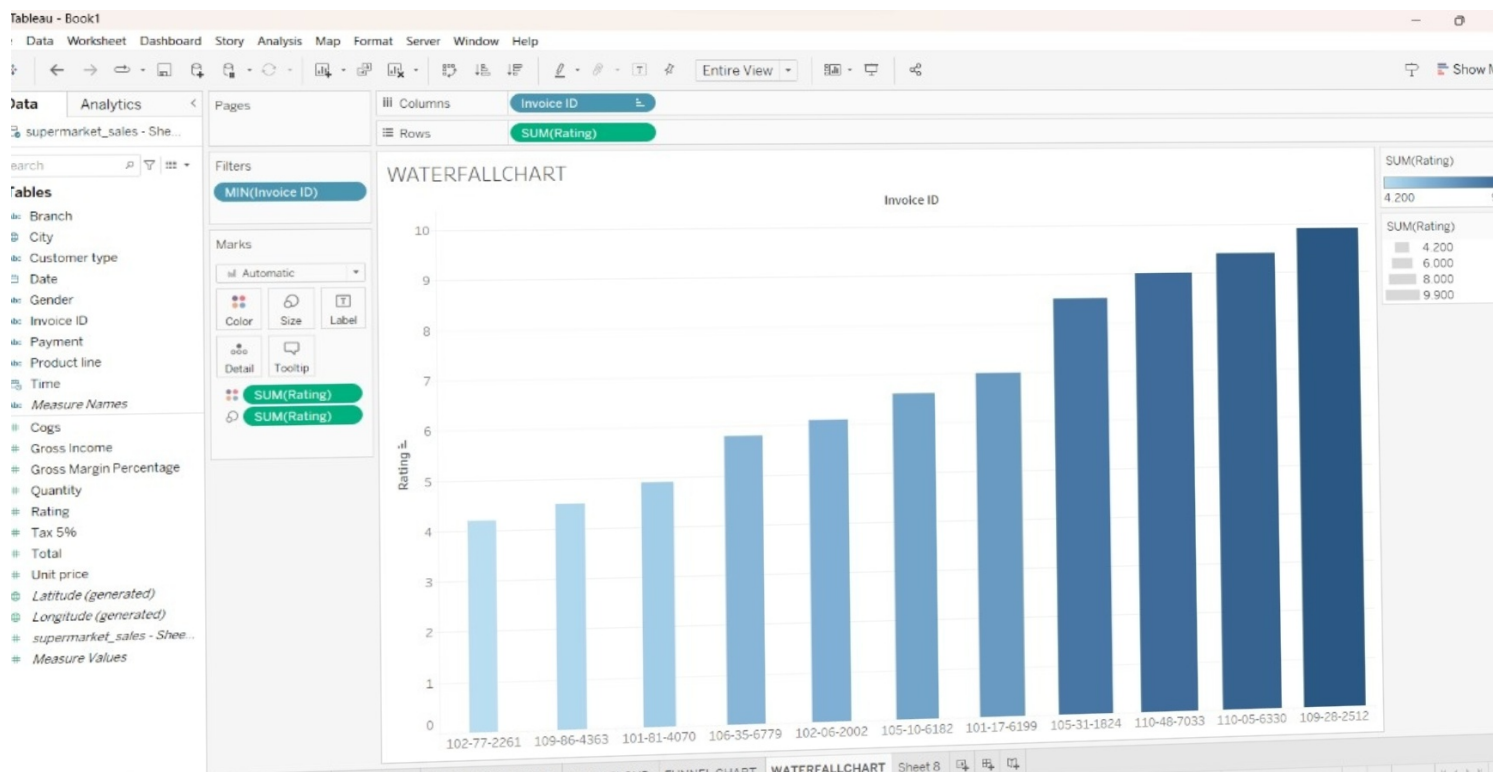 Tableau - Book1
Data Worksheet Dashboard Story Analysis Map Format Server Window Help
Entire View
Show
Data Analytics
supermarket_sales - She...
Tables
Branch
City
Customer type
Date
Gender
Invoice ID
Payment
Product line
Time
Measure Names
Cogs
Gross Income
Gross Margin Percentage
Quantity
Rating
Tax 5%
Total
Unit price
Latitude (generated)
Longitude (generated)
supermarket_sales - Shee...
Measure Values
Pages
Filters
MIN(Invoice ID)
Marks
Automatic
Color Size Label
Detail Tooltip
SUM(Rating)
SUM(Rating)
Columns Invoice ID
Rows SUM(Rating)
WATERFALLCHART
Invoice ID
10
9
8
7
6
5
4
3
2
1
0
Rating
102-77-2261 109-86-4363 101-81-4070 106-35-6779 102-06-2002 105-10-6182 101-17-6199 105-31-1824 110-48-7033 110-05-6330 109-28-2512
SUM(Rating)
4.200
SUM(Rating)
4.200
6.000
8.000
9.900
WATERFALLCHART Sheet 8